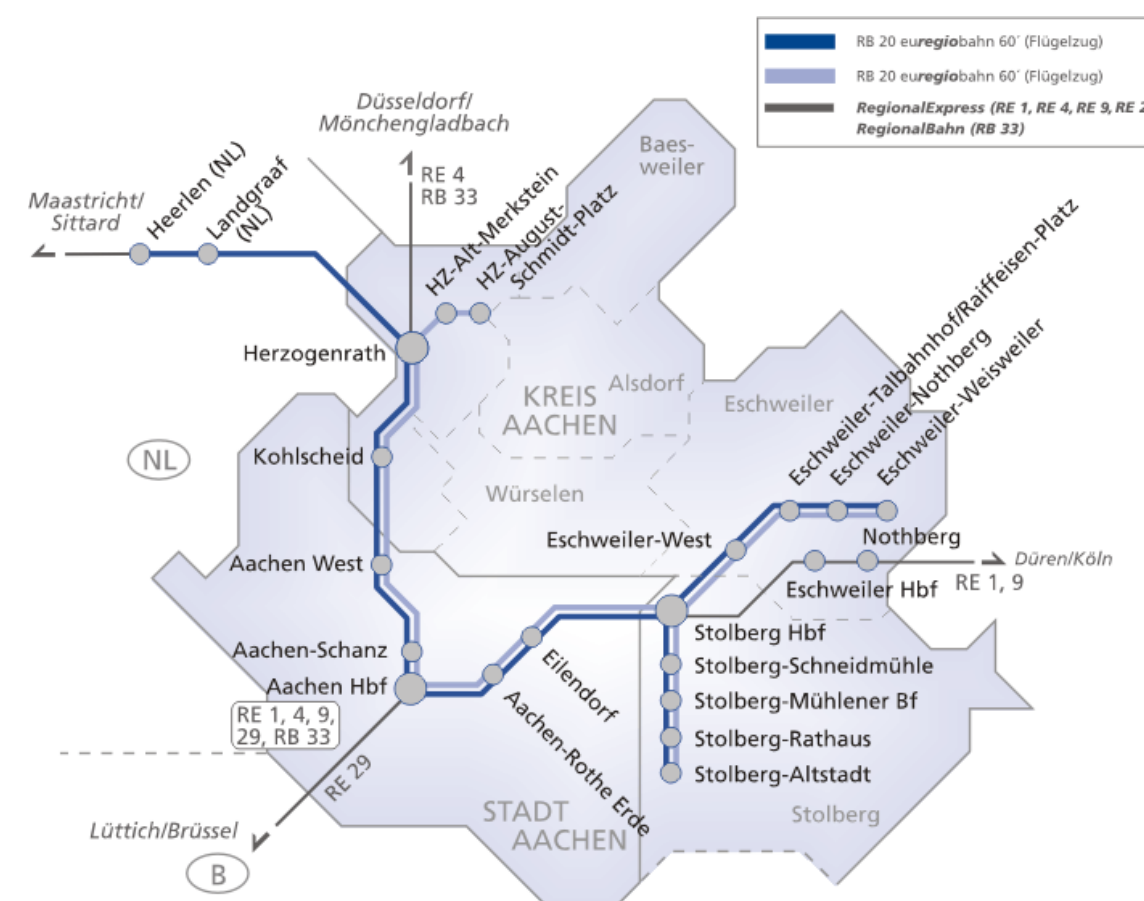 RB 20 euregiobahn 60´ (Flügelzug)
RB 20 euregiobahn 60´ (Flügelzug)
RegionalExpress (RE 1, RE 4, RE 9, RE 2
RegionalBahn (RB 33)
Düsseldorf/
Mönchengladbach
RE 4
RB 33
Baes-
weiler
Maastricht/
Sittard
Heerlen (NL)
Landgraaf
(NL)
HZ-Alt-Merkstein
HZ-August-
Schmidt-Platz
Herzogenrath
KREIS
AACHEN
Alsdorf
Eschweiler
Eschweiler-Talbahnhof/Raiffeisen-Platz
Eschweiler-Nothberg
Eschweiler-Weisweiler
NL
Kohlscheid
Würselen
Eschweiler-West
Nothberg
Aachen West
Eschweiler Hbf
Düren/Köln
RE 1, 9
Stolberg Hbf
Aachen-Schanz
Stolberg-Schneidmühle
Aachen Hbf
Eilendorf
Stolberg-Mühlener Bf
RE 1, 4, 9,
29, RB 33
Aachen-Rothe Erde
Stolberg-Rathaus
RE 29
Stolberg-Altstadt
STADT
AACHEN
Stolberg
Lüttich/Brüssel
B